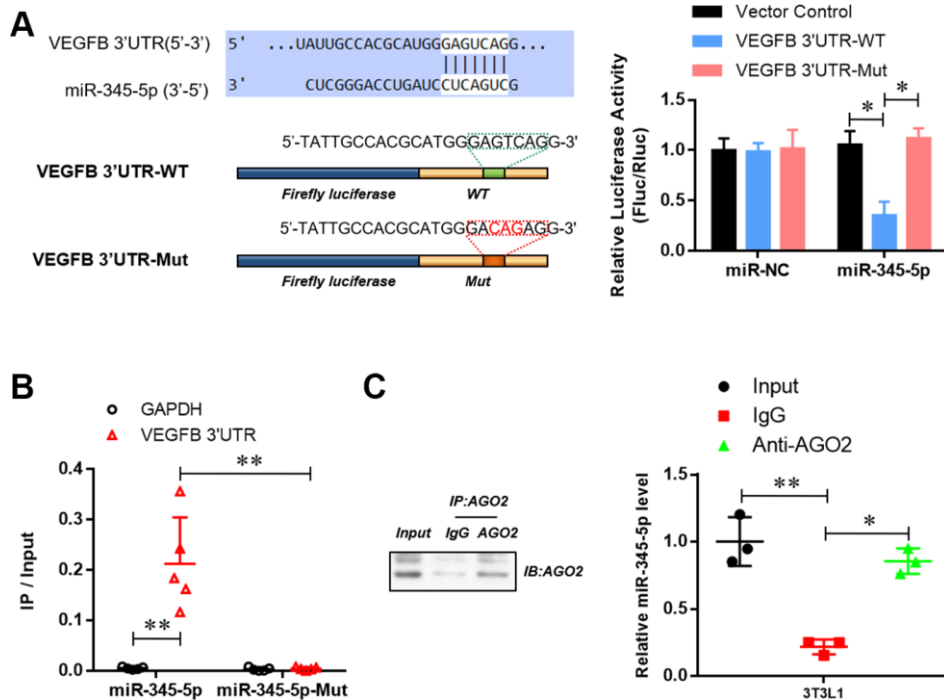 A
VEGFB 3'UTR(5'-3') 5' ...UAUUGCCACGCAUGGGAGUCAGG...
miR-345-5p (3'-5') 3' CUCGGGACCUGAUCCUCAGUCG
5'-TATTGCCACGCATGGGAGTCAGG-3'
VEGFB 3'UTR-WT
Firefly luciferase WT
5'-TATTGCCACGCATGGGACAGAGG-3'
VEGFB 3'UTR-Mut
Firefly luciferase Mut
Vector Control
VEGFB 3'UTR-WT
VEGFB 3'UTR-Mut
Relative Luciferase Activity
(Fluc/Rluc)
1.5
1.0
0.5
0.0
* *
miR-NC miR-345-5p
B
GAPDH
VEGFB 3'UTR
IP / Input
0.4
0.3
0.2
0.1
0.0
**
**
miR-345-5p miR-345-5p-Mut
C
IP:AGO2
Input IgG AGO2
IB:AGO2
Input
IgG
Anti-AGO2
Relative miR-345-5p level
1.5
1.0
0.5
0.0
**
*
3T3L1